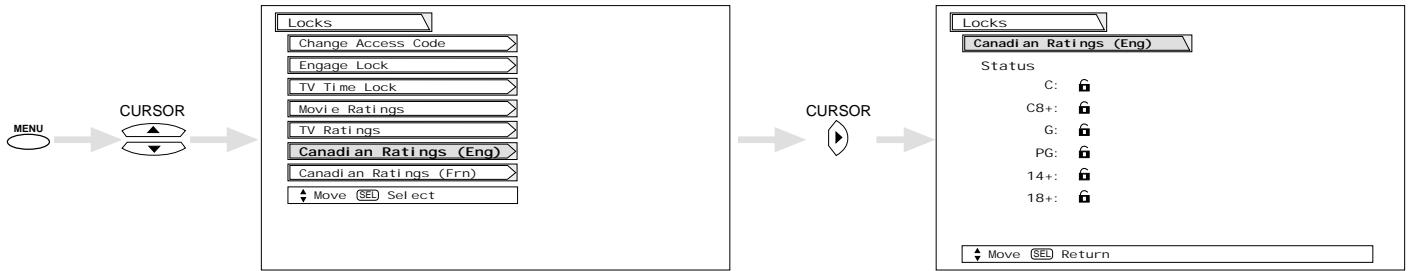 MENU
CURSOR
Locks
Change Access Code
Engage Lock
TV Time Lock
Movie Ratings
TV Ratings
Canadian Ratings (Eng)
Canadian Ratings (Frn)
Move SEL Select
CURSOR
Locks
Canadian Ratings (Eng)
Status
C:
C8+:
G:
PG:
14+:
18+:
Move SEL Return